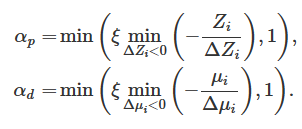 α_p = min ( ξ min_{ΔZ_i<0} ( − Z_i / ΔZ_i ), 1 ),
α_d = min ( ξ min_{Δμ_i<0} ( − μ_i / Δμ_i ), 1 ).